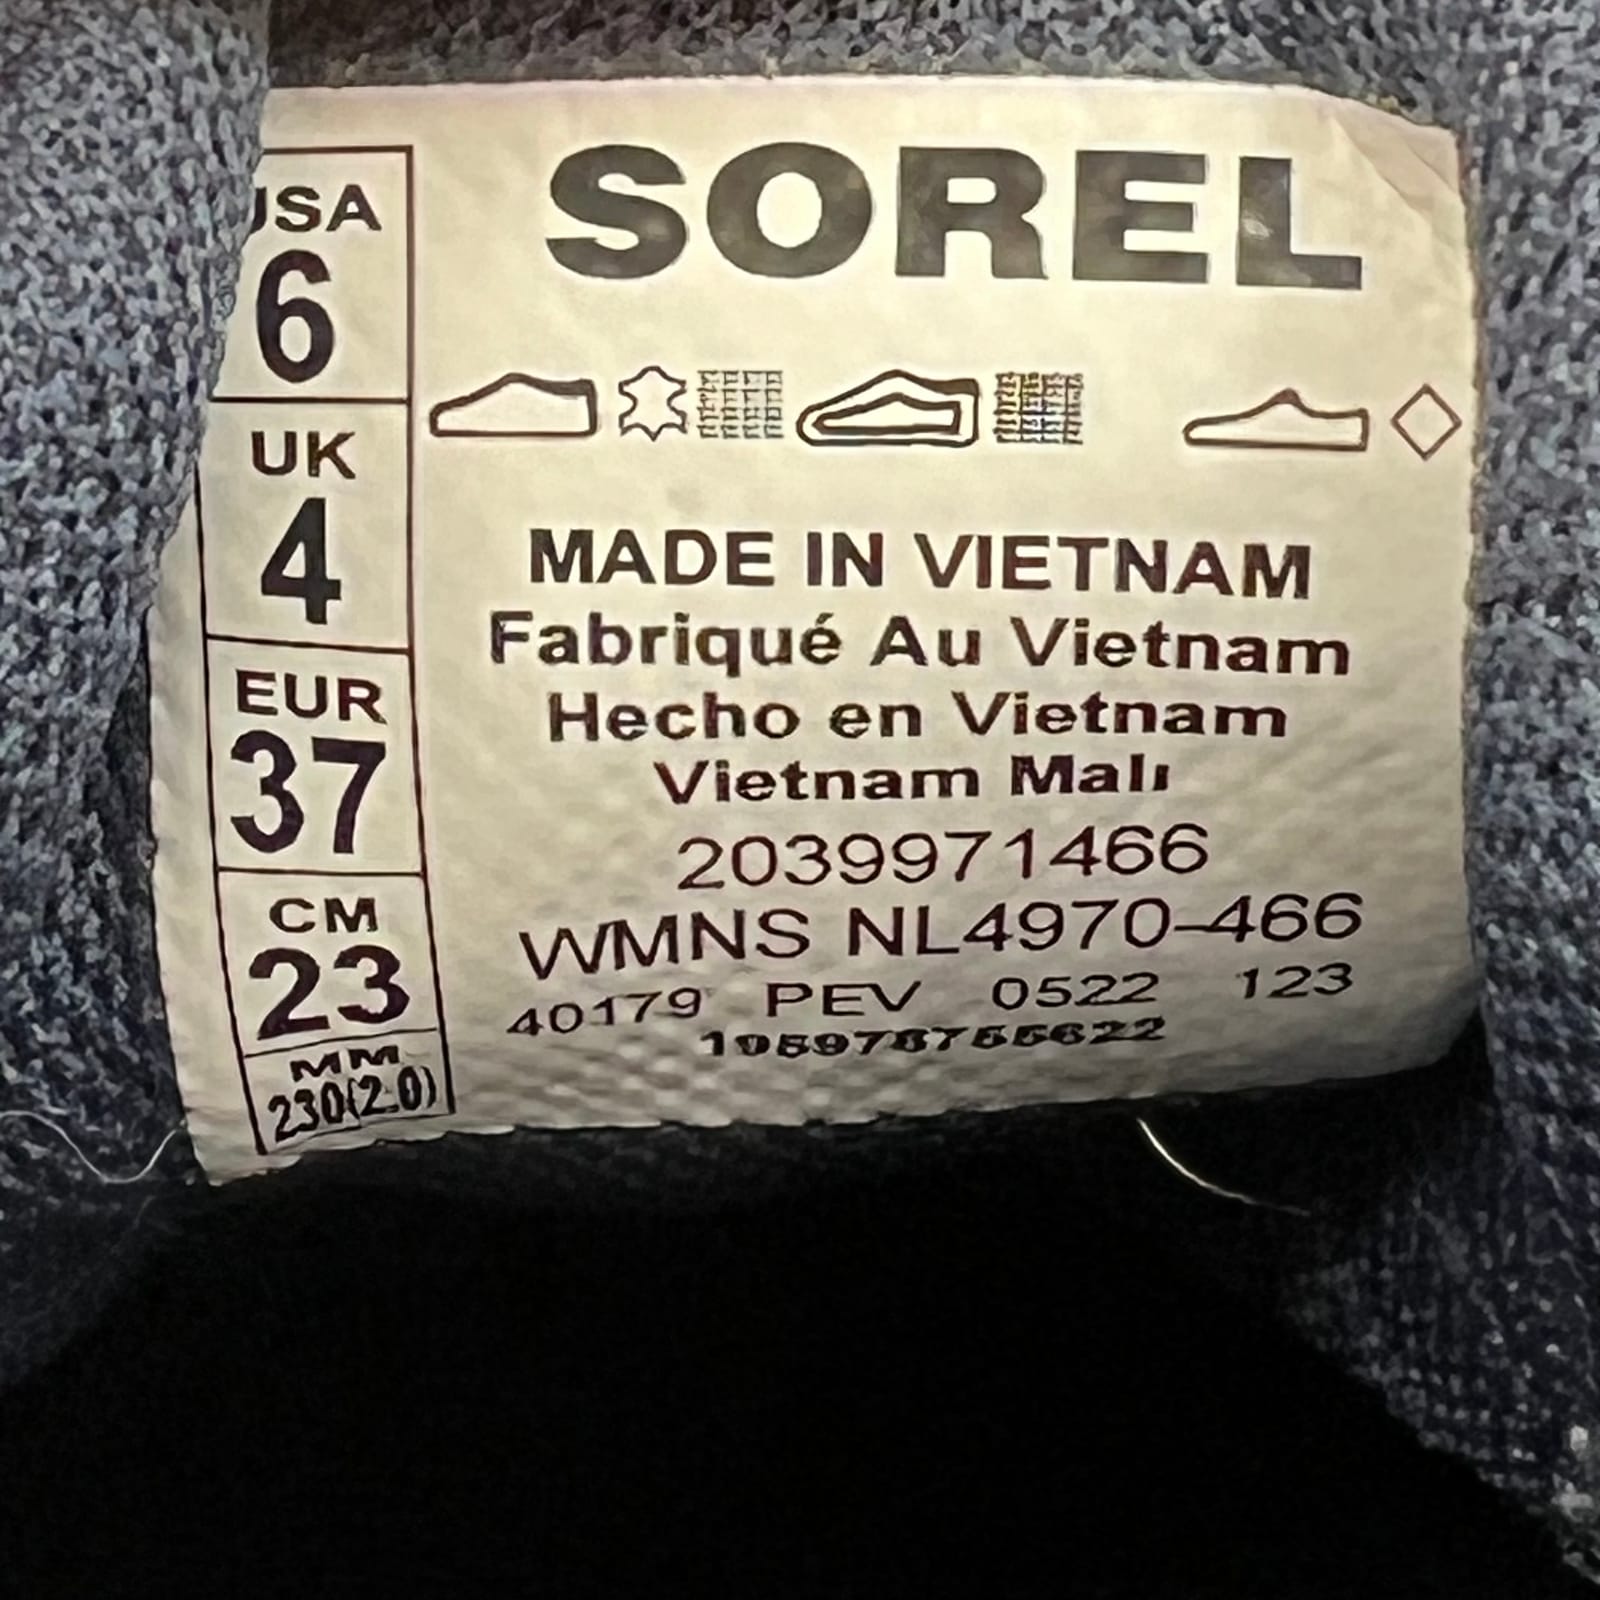 SOREL
USA
6
UK
4
EUR
37
CM
23
MM
230(2.0)
MADE IN VIETNAM
Fabriqué Au Vietnam
Hecho en Vietnam
Vietnam Malı
2039971466
WMNS NL4970-466
40179 PEV 0522 123